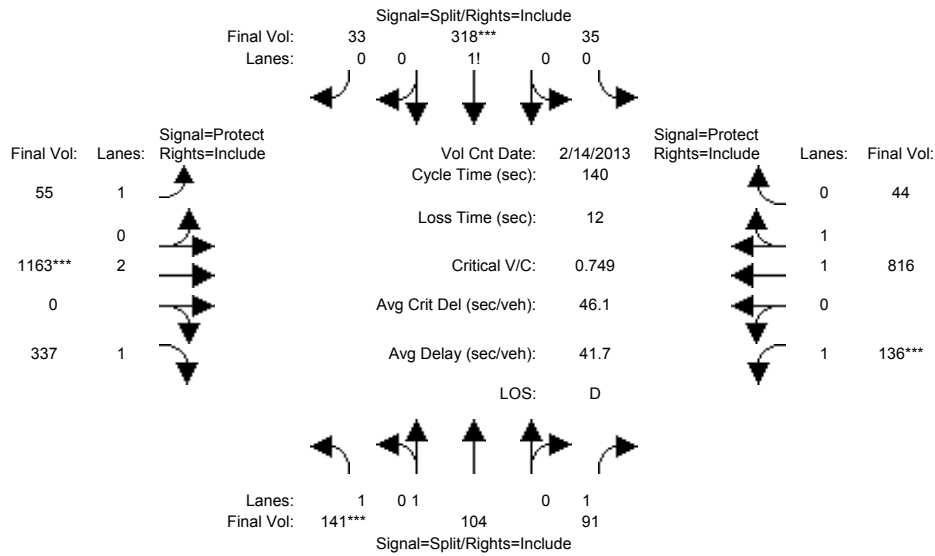 Signal=Split/Rights=Include
Final Vol: 33 318*** 35
Lanes: 0 0 1! 0 0
Signal=Protect Signal=Protect
Final Vol: Lanes: Rights=Include Vol Cnt Date: 2/14/2013 Rights=Include Lanes: Final Vol:
Cycle Time (sec): 140
55 1 0 44
Loss Time (sec): 12
0 1
1163*** 2 Critical V/C: 0.749 1 816
0 Avg Crit Del (sec/veh): 46.1 0
337 1 Avg Delay (sec/veh): 41.7 1 136***
LOS: D
Lanes: 1 0 1 0 1
Final Vol: 141*** 104 91
Signal=Split/Rights=Include